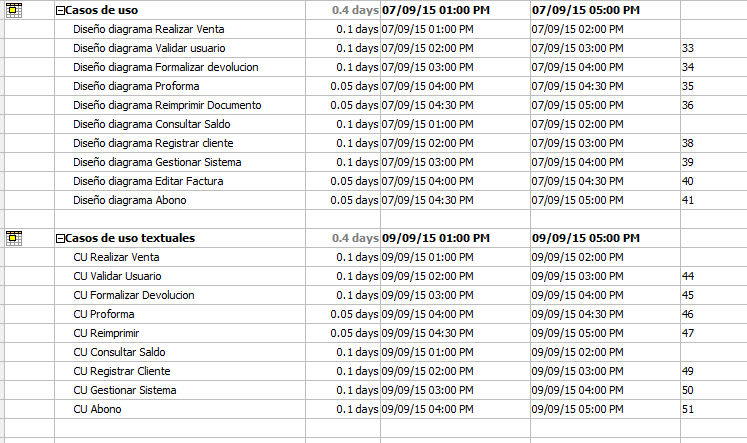 Casos de uso 0.4 days 07/09/15 01:00 PM 07/09/15 05:00 PM
Diseño diagrama Realizar Venta 0.1 days 07/09/15 01:00 PM 07/09/15 02:00 PM
Diseño diagrama Validar usuario 0.1 days 07/09/15 02:00 PM 07/09/15 03:00 PM 33
Diseño diagrama Formalizar devolucion 0.1 days 07/09/15 03:00 PM 07/09/15 04:00 PM 34
Diseño diagrama Proforma 0.05 days 07/09/15 04:00 PM 07/09/15 04:30 PM 35
Diseño diagrama Reimprimir Documento 0.05 days 07/09/15 04:30 PM 07/09/15 05:00 PM 36
Diseño diagrama Consultar Saldo 0.1 days 07/09/15 01:00 PM 07/09/15 02:00 PM
Diseño diagrama Registrar cliente 0.1 days 07/09/15 02:00 PM 07/09/15 03:00 PM 38
Diseño diagrama Gestionar Sistema 0.1 days 07/09/15 03:00 PM 07/09/15 04:00 PM 39
Diseño diagrama Editar Factura 0.05 days 07/09/15 04:00 PM 07/09/15 04:30 PM 40
Diseño diagrama Abono 0.05 days 07/09/15 04:30 PM 07/09/15 05:00 PM 41
Casos de uso textuales 0.4 days 09/09/15 01:00 PM 09/09/15 05:00 PM
CU Realizar Venta 0.1 days 09/09/15 01:00 PM 09/09/15 02:00 PM
CU Validar Usuario 0.1 days 09/09/15 02:00 PM 09/09/15 03:00 PM 44
CU Formalizar Devolucion 0.1 days 09/09/15 03:00 PM 09/09/15 04:00 PM 45
CU Proforma 0.05 days 09/09/15 04:00 PM 09/09/15 04:30 PM 46
CU Reimprimir 0.05 days 09/09/15 04:30 PM 09/09/15 05:00 PM 47
CU Consultar Saldo 0.1 days 09/09/15 01:00 PM 09/09/15 02:00 PM
CU Registrar Cliente 0.1 days 09/09/15 02:00 PM 09/09/15 03:00 PM 49
CU Gestionar Sistema 0.1 days 09/09/15 03:00 PM 09/09/15 04:00 PM 50
CU Abono 0.1 days 09/09/15 04:00 PM 09/09/15 05:00 PM 51